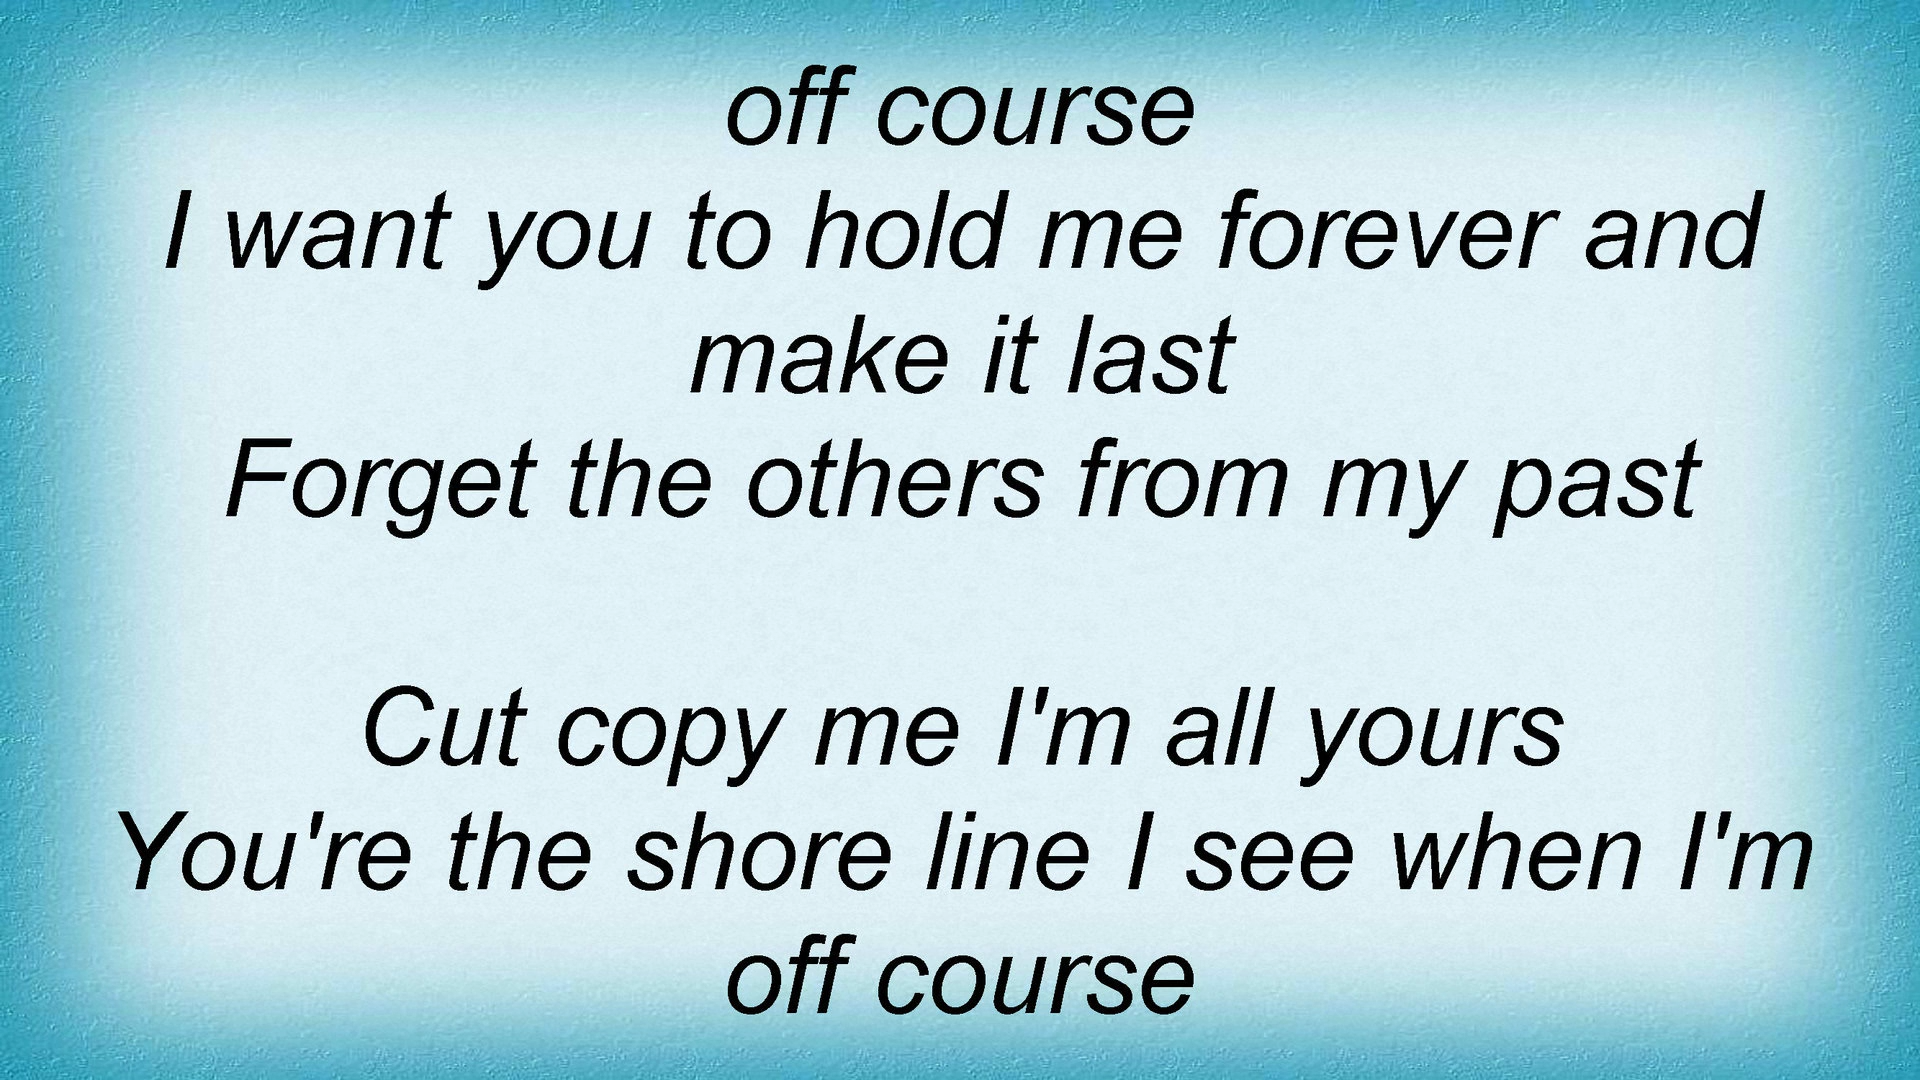 off course
I want you to hold me forever and
make it last
Forget the others from my past
Cut copy me I'm all yours
You're the shore line I see when I'm
off course